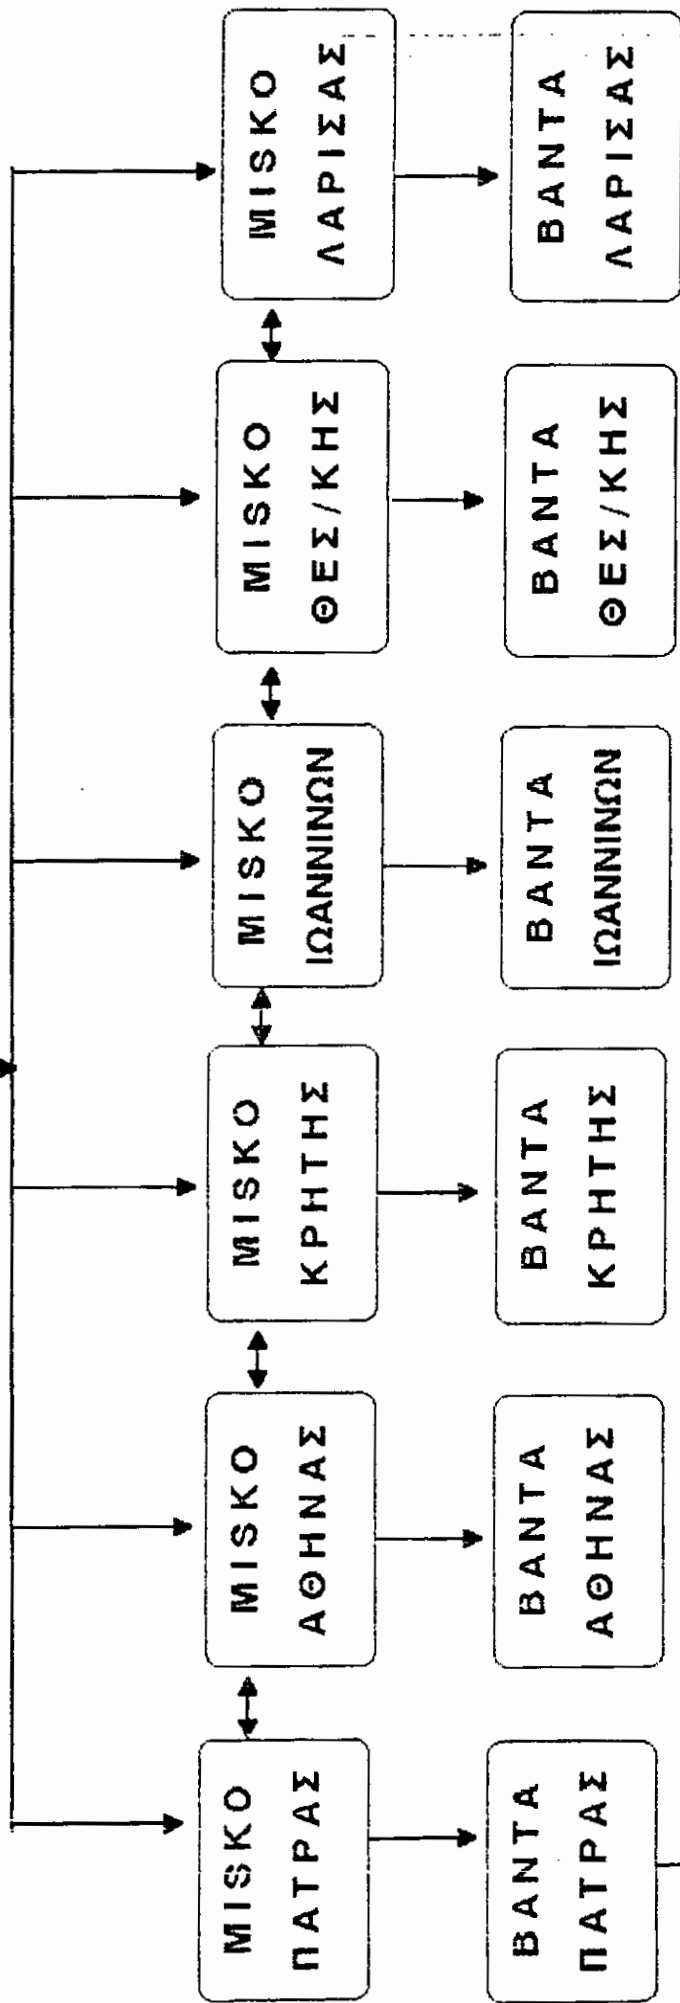 MISKO
ΠΑΤΡΑΣ
MISKO
ΑΘΗΝΑΣ
MISKO
ΚΡΗΤΗΣ
MISKO
ΙΩΑΝΝΙΝΩΝ
MISKO
ΘΕΣ/ΚΗΣ
MISKO
ΛΑΡΙΣΑΣ
ΒΑΝΤΑ
ΠΑΤΡΑΣ
ΒΑΝΤΑ
ΑΘΗΝΑΣ
ΒΑΝΤΑ
ΚΡΗΤΗΣ
ΒΑΝΤΑ
ΙΩΑΝΝΙΝΩΝ
ΒΑΝΤΑ
ΘΕΣ/ΚΗΣ
ΒΑΝΤΑ
ΛΑΡΙΣΑΣ